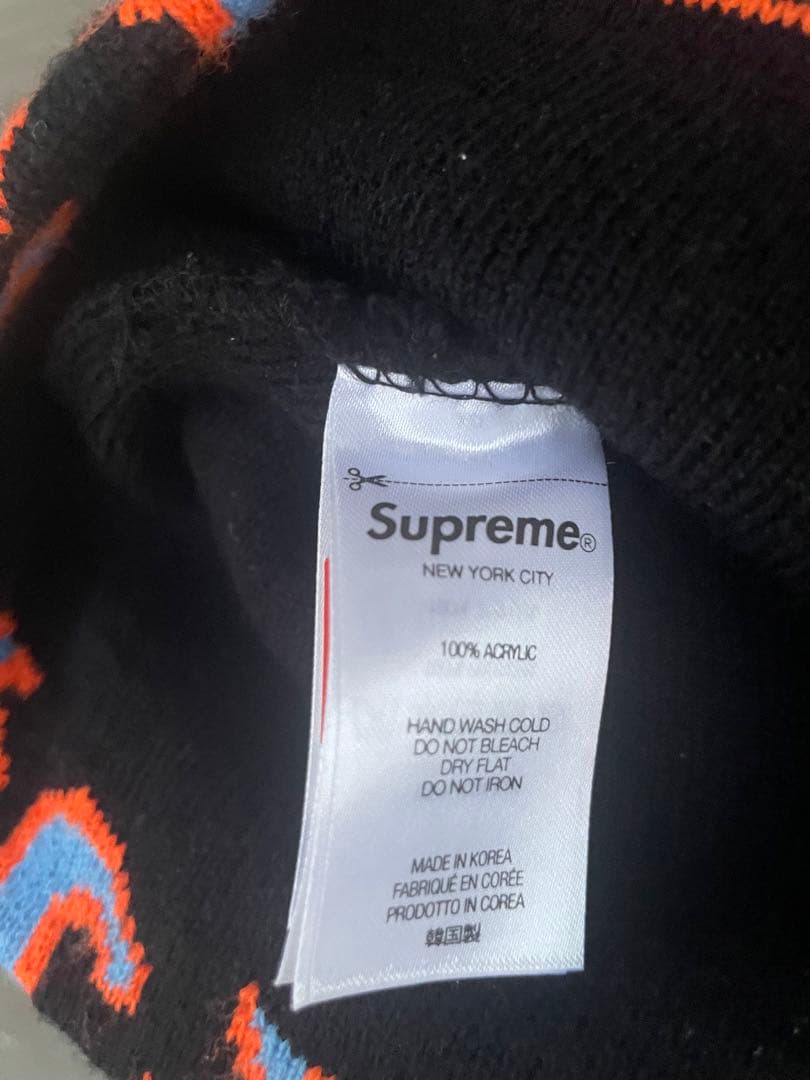 Supreme®
NEW YORK CITY
100% ACRYLIC
HAND WASH COLD
DO NOT BLEACH
DRY FLAT
DO NOT IRON
MADE IN KOREA
FABRIQUÉ EN CORÉE
PRODOTTO IN COREA
韓国製